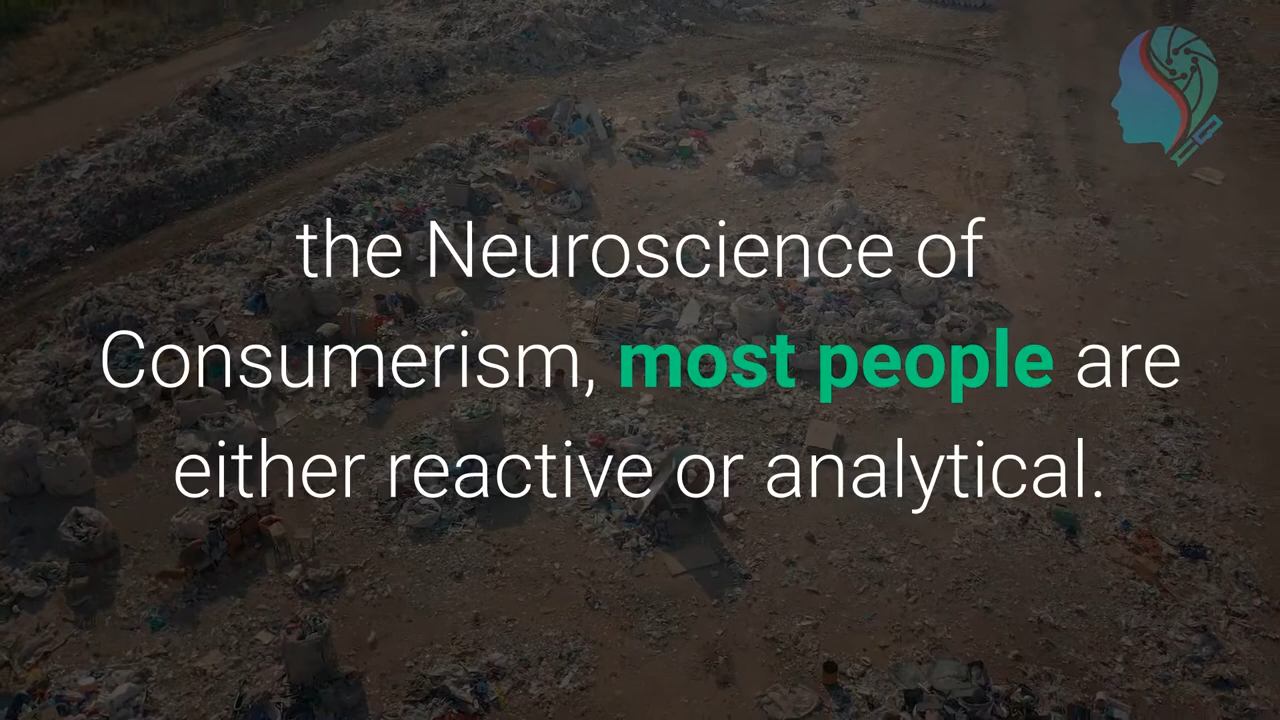 the Neuroscience of
Consumerism, most people are
either reactive or analytical.